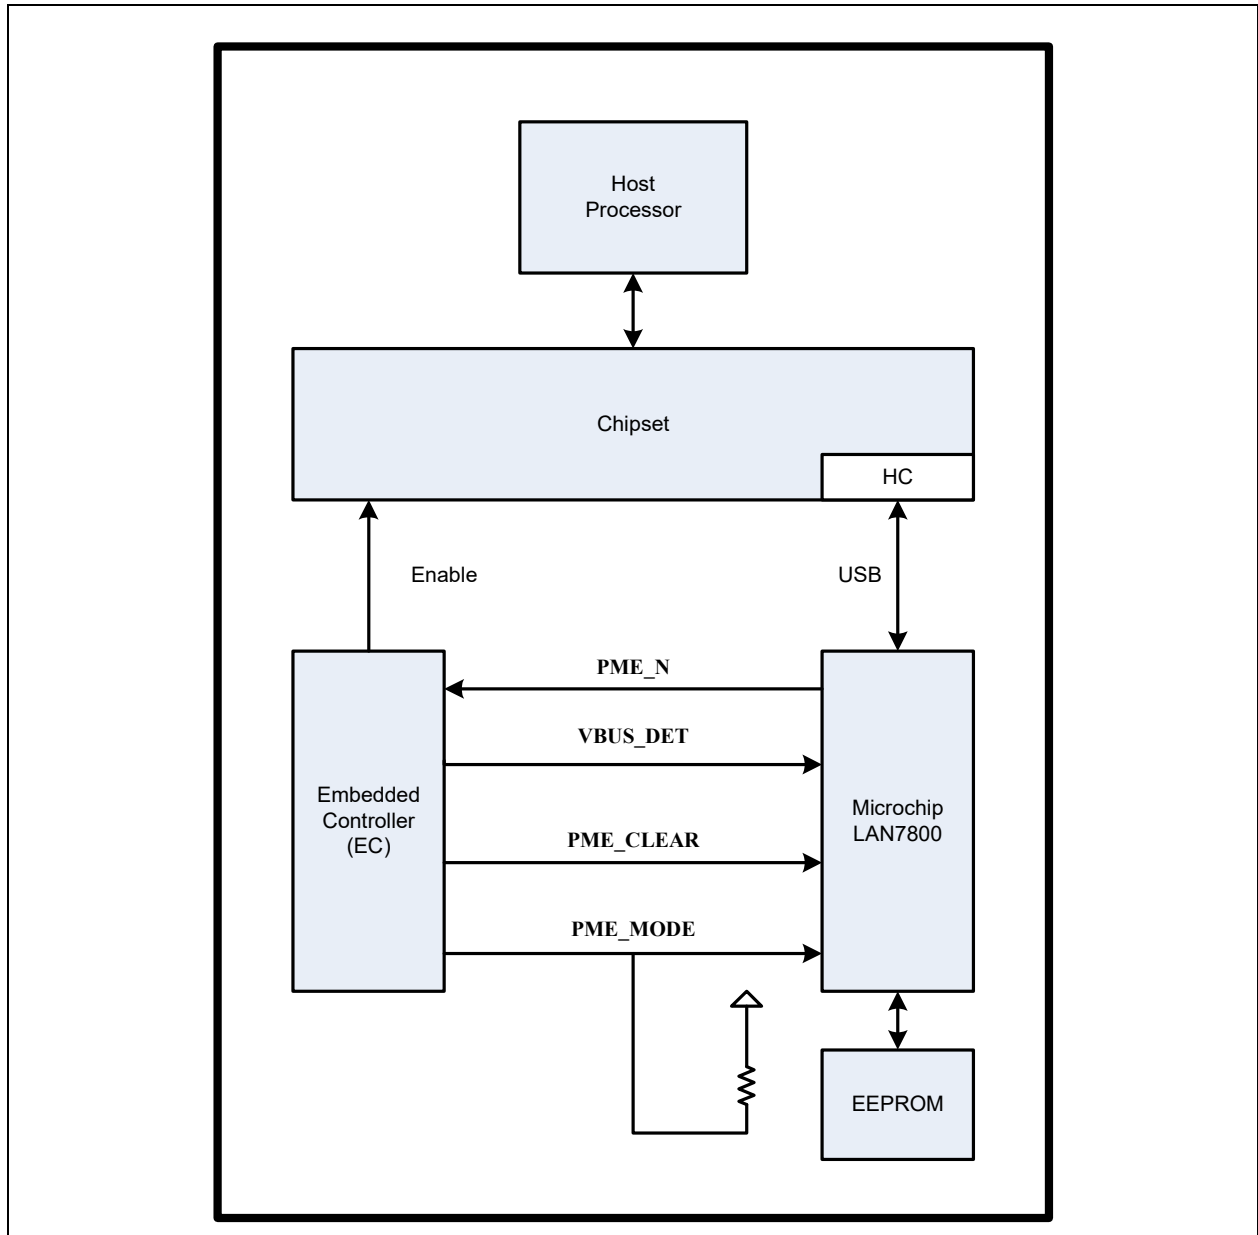 Host
Processor
Chipset
HC
Enable
USB
PME_N
VBUS_DET
Embedded
Controller
(EC)
Microchip
LAN7800
PME_CLEAR
PME_MODE
EEPROM